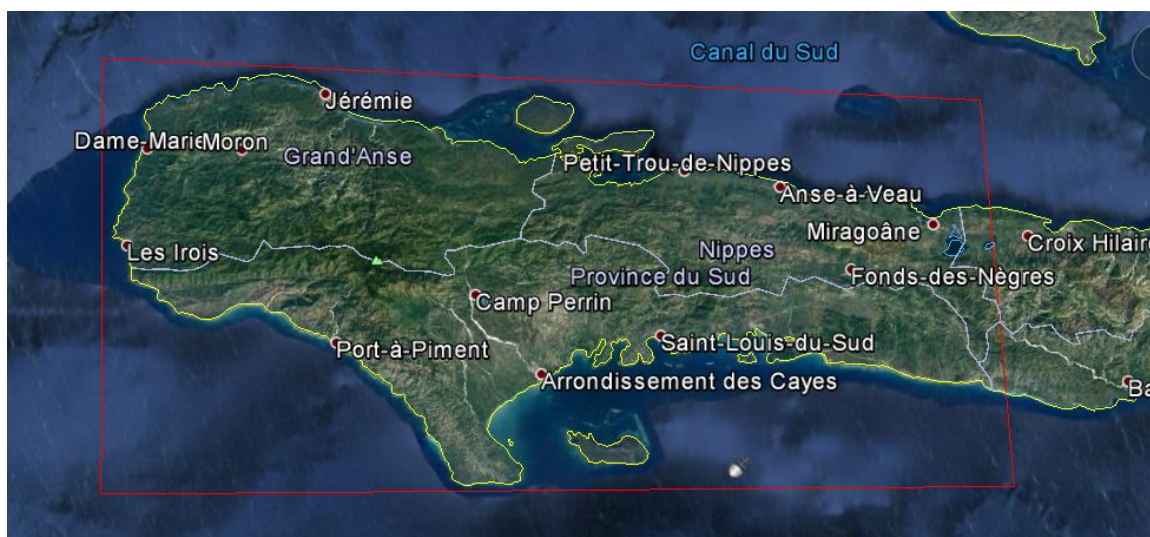 Canal du Sud
Jérémie
Dame-Marie
Moron
Grand'Anse
Petit-Trou-de-Nippes
Anse-à-Veau
Miragoâne
Croix Hilaire
Les Irois
Nippes
Province du Sud
Fonds-des-Nègres
Camp Perrin
Port-à-Piment
Saint-Louis-du-Sud
Arrondissement des Cayes
Ba